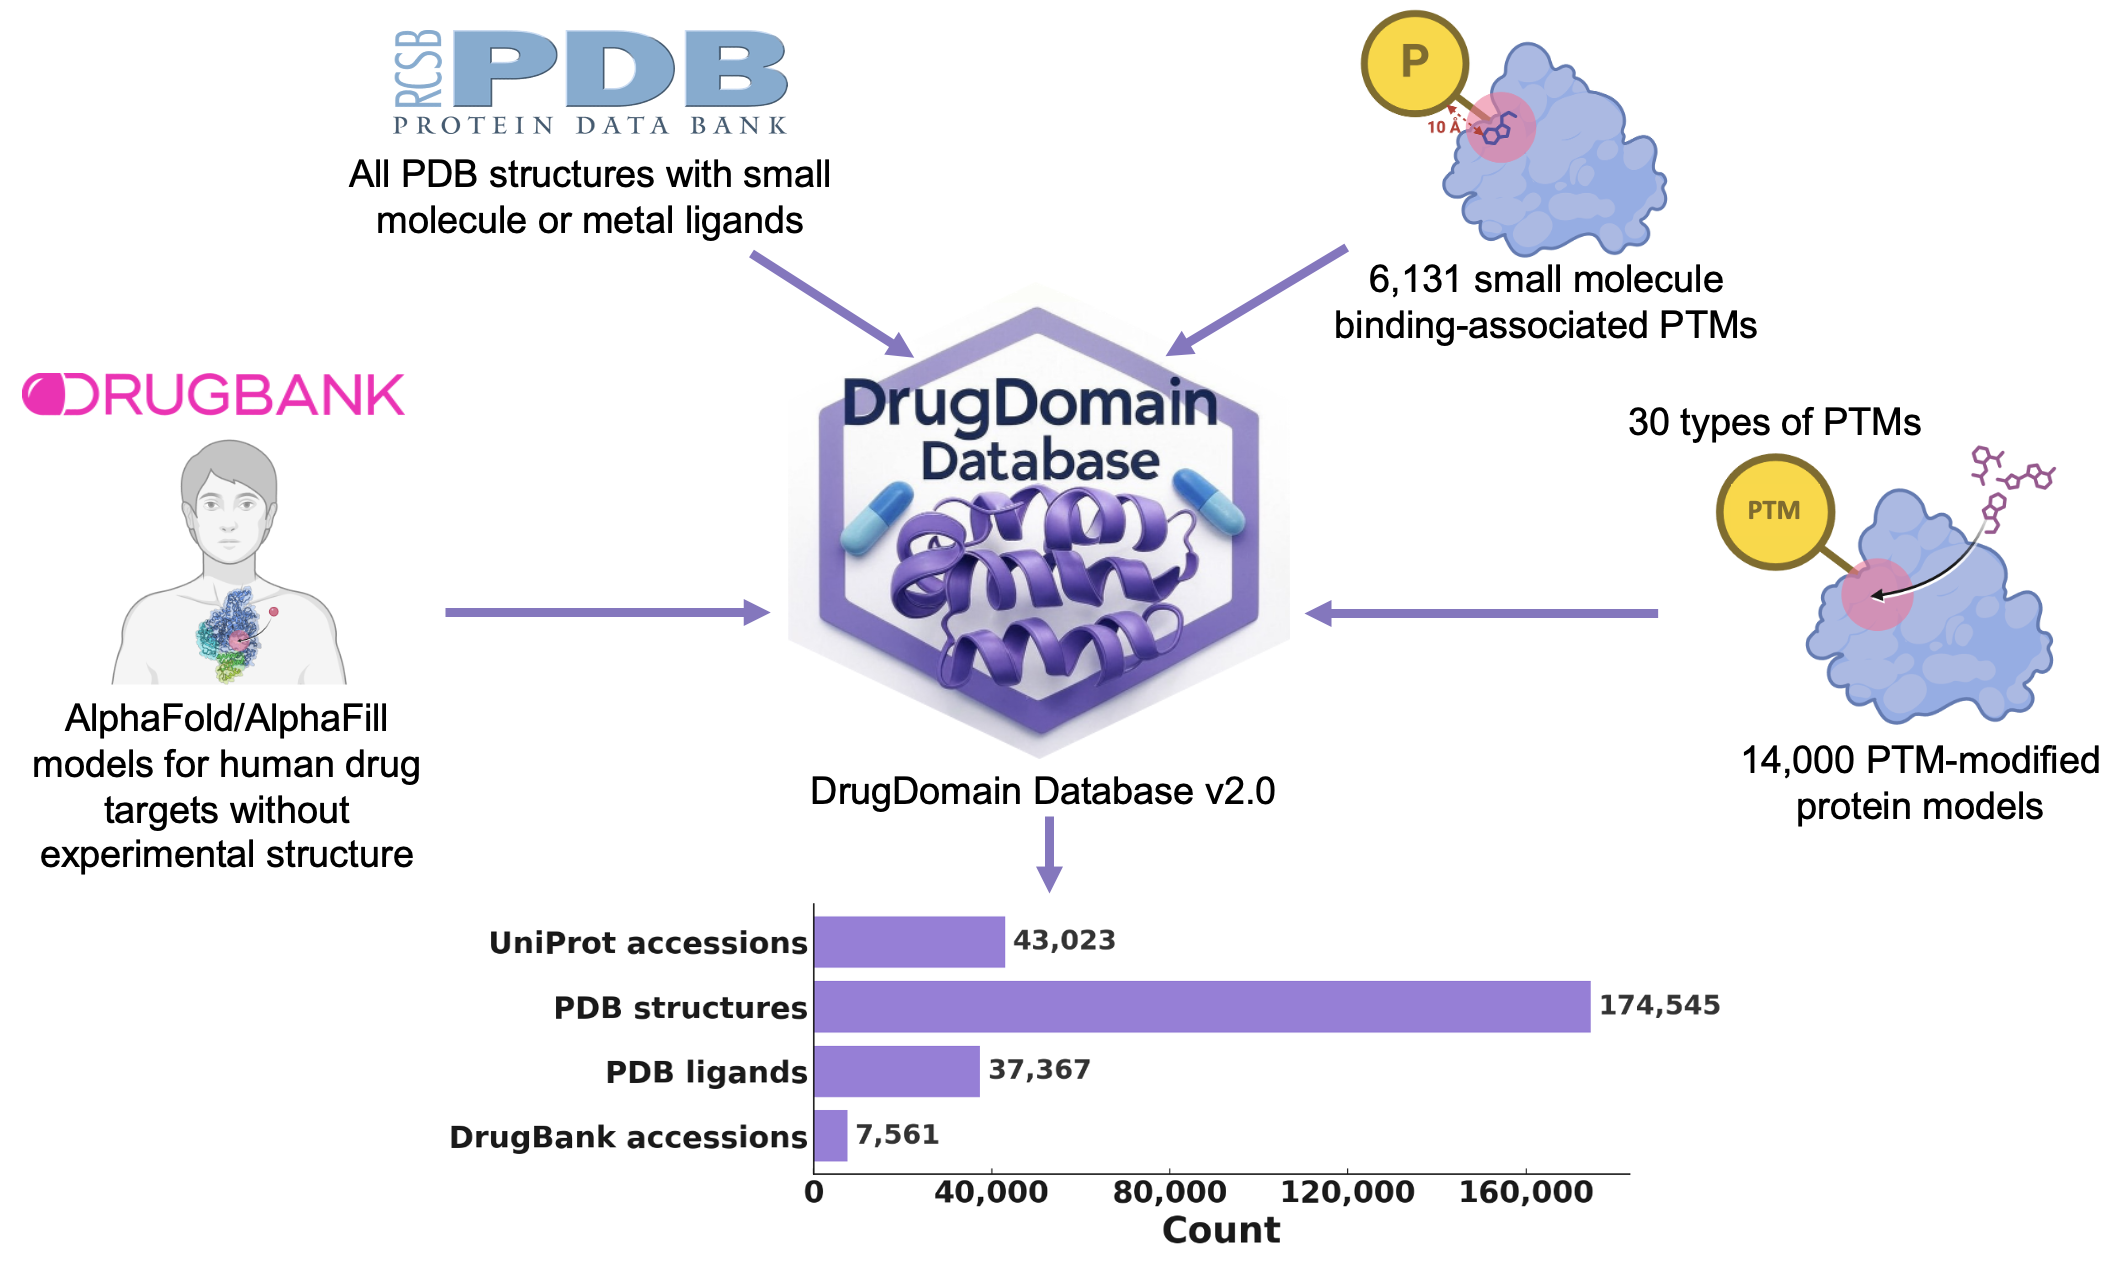 RCSB
PDB
PROTEIN DATA BANK
All PDB structures with small
molecule or metal ligands
P
10 Å
6,131 small molecule
binding-associated PTMs
DRUGBANK
AlphaFold/AlphaFill
models for human drug
targets without
experimental structure
DrugDomain
Database
DrugDomain Database v2.0
30 types of PTMs
PTM
14,000 PTM-modified
protein models
UniProt accessions 43,023
PDB structures 174,545
PDB ligands 37,367
DrugBank accessions 7,561
0 40,000 80,000 120,000 160,000
Count